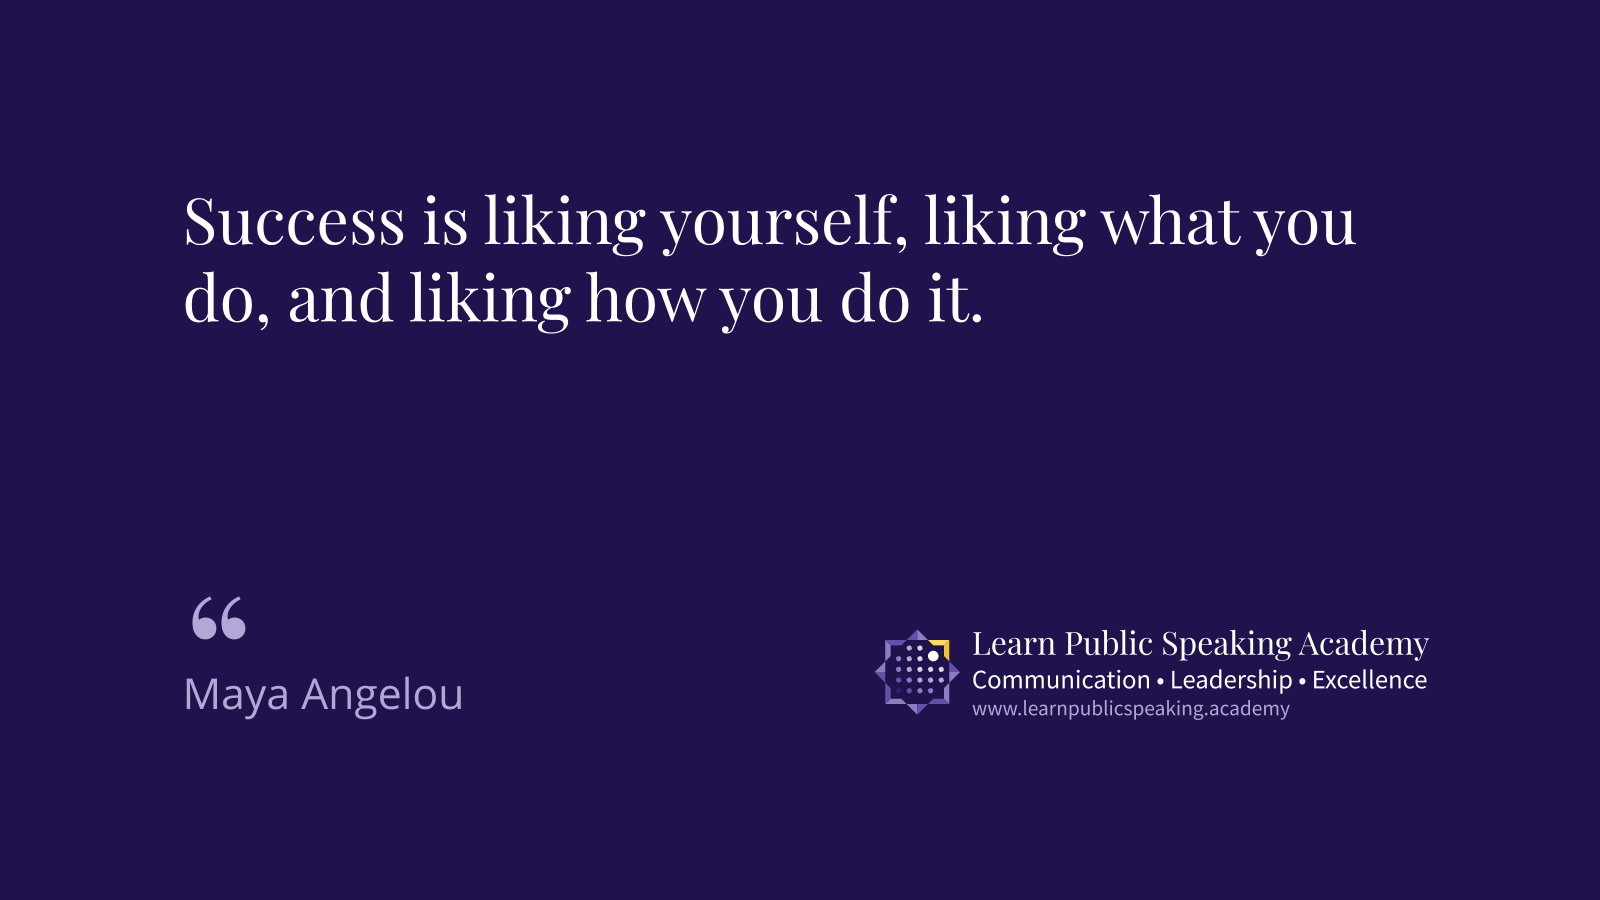 Success is liking yourself, liking what you
do, and liking how you do it.
“
Maya Angelou
Learn Public Speaking Academy
Communication • Leadership • Excellence
www.learnpublicspeaking.academy